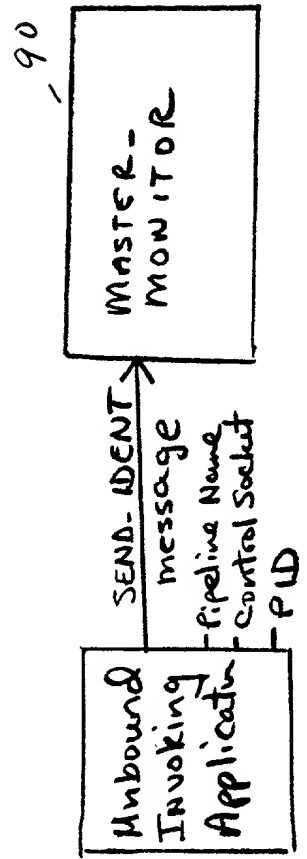 Unbound
Invoking
Applicatn
SEND-IDENT
message
- Pipeline Name
- Control Socket
- PID
MASTER-
MONITOR
90